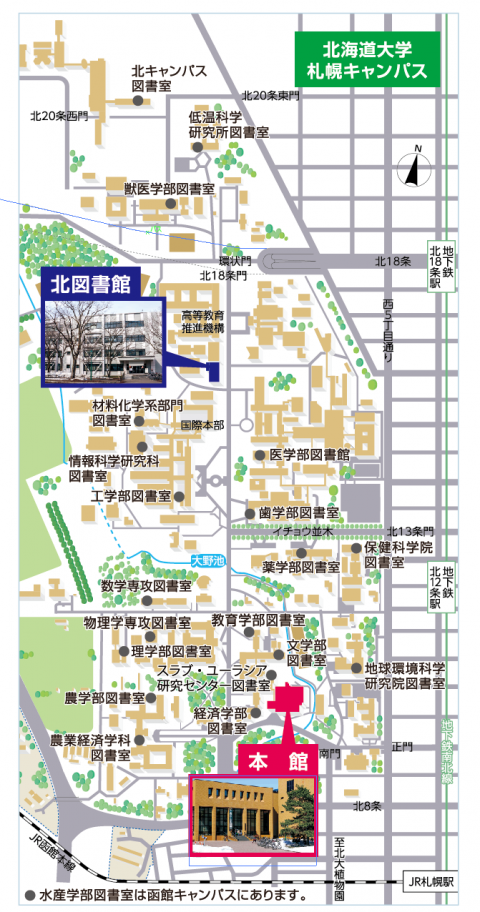 北海道大学
札幌キャンパス
北キャンパス
図書室
北20条東門
北20条西門
低温科学
研究所図書室
N
獣医学部図書室
環状門
北18条
北18条門
地下鉄
北18条駅
北図書館
西5丁目通り
高等教育
推進機構
材料化学系部門
図書室
国際本部
情報科学研究科
図書室
医学部図書館
工学部図書室
歯学部図書室
イチョウ並木
北13条門
保健科学院
図書室
大野池
薬学部図書室
地下鉄
北12条駅
数学専攻図書室
物理学専攻図書室
教育学部図書室
理学部図書室
文学部
図書室
スラブ・ユーラシア
研究センター図書室
地球環境科学
研究院図書室
農学部図書室
経済学部
図書室
農業経済学科
図書室
本館
南門
正門
地下鉄南北線
北8条
至北大植物園
JR函館本線
JR札幌駅
●水産学部図書室は函館キャンパスにあります。